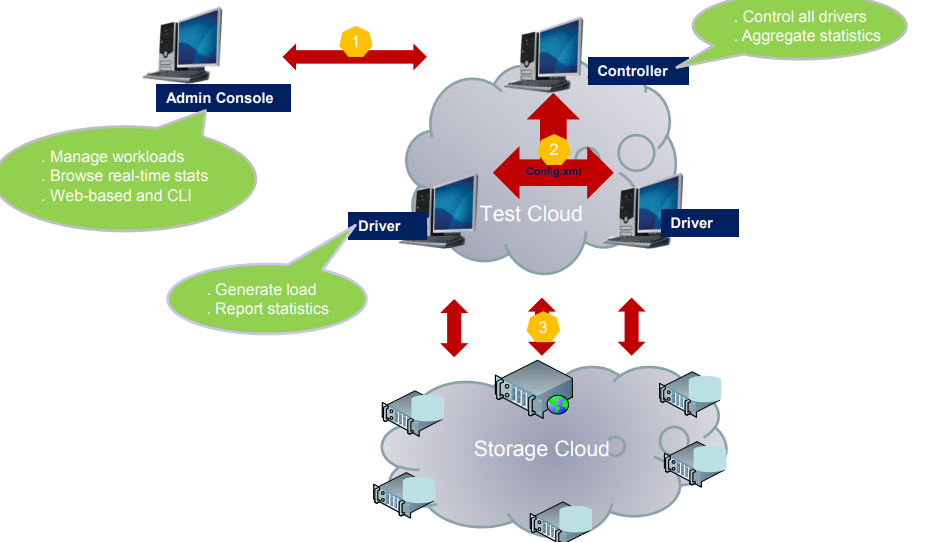 . Control all drivers
. Aggregate statistics
1
Controller
Admin Console
. Manage workloads
. Browse real-time stats
. Web-based and CLI
2
Config.xml
Test Cloud
Driver
Driver
. Generate load
. Report statistics
3
Storage Cloud